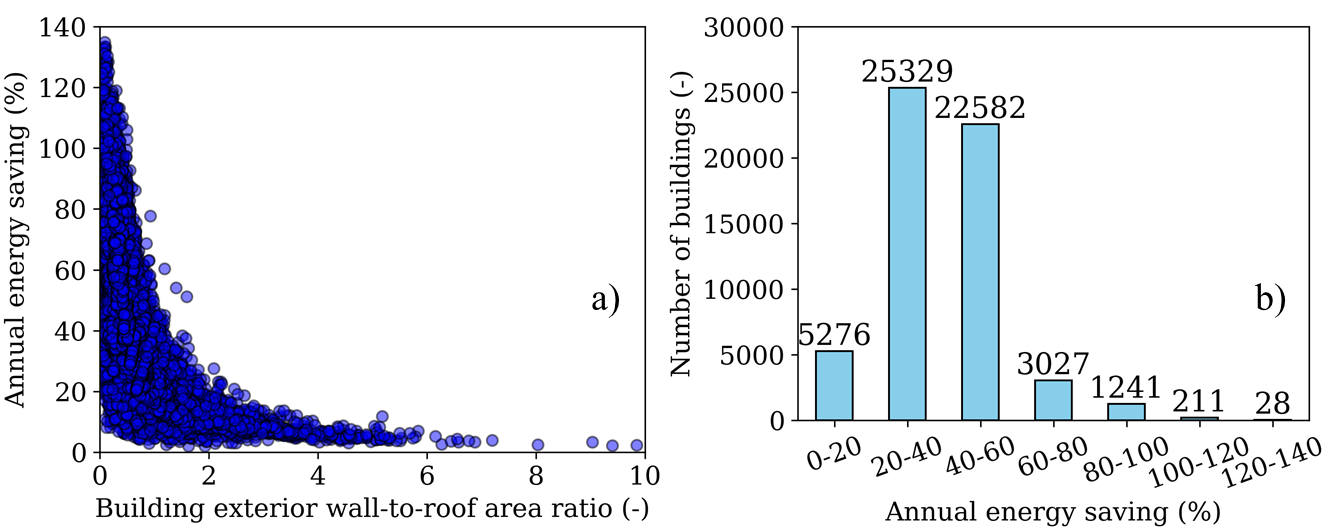 140
120
100
80
60
40
20
0
0 2 4 6 8 10
Annual energy saving (%)
Building exterior wall-to-roof area ratio (-)
a)
30000
25000
20000
15000
10000
5000
0
Number of buildings (-)
5276
25329
22582
3027
1241
211
28
b)
0-20 20-40 40-60 60-80 80-100 100-120 120-140
Annual energy saving (%)